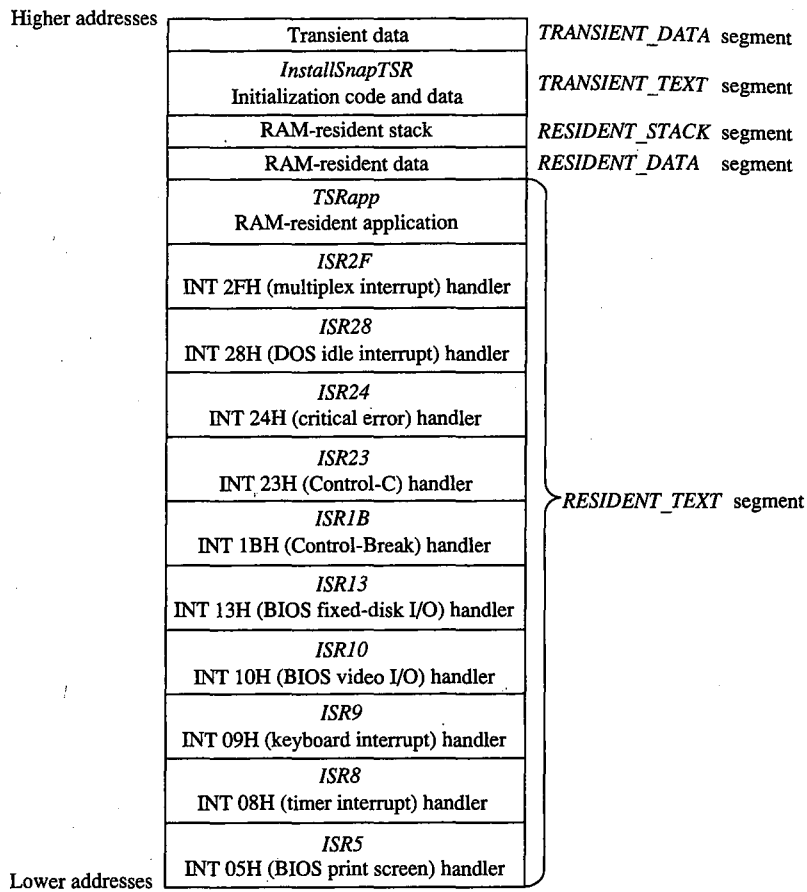 Higher addresses
Transient data
TRANSIENT_DATA segment
InstallSnapTSR
Initialization code and data
TRANSIENT_TEXT segment
RAM-resident stack
RESIDENT_STACK segment
RAM-resident data
RESIDENT_DATA segment
TSRapp
RAM-resident application
ISR2F
INT 2FH (multiplex interrupt) handler
ISR28
INT 28H (DOS idle interrupt) handler
ISR24
INT 24H (critical error) handler
ISR23
INT 23H (Control-C) handler
RESIDENT_TEXT segment
ISR1B
INT 1BH (Control-Break) handler
ISR13
INT 13H (BIOS fixed-disk I/O) handler
ISR10
INT 10H (BIOS video I/O) handler
ISR9
INT 09H (keyboard interrupt) handler
ISR8
INT 08H (timer interrupt) handler
ISR5
INT 05H (BIOS print screen) handler
Lower addresses